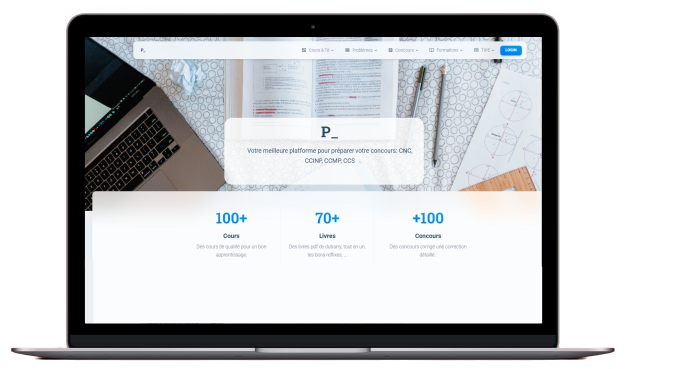 P_
Cours & Td
Problèmes
Concours
Formations
TIPE
LOGIN
P_
Votre meilleure platforme pour préparer votre concours: CNC,
CCINP, CCMP, CCS ...
100+
70+
+100
Cours
Livres
Concours
Des cours de qualité pour un bon
apprentissage.
Des livres pdf de dubany, tout en un,
les bons réflixes, ...
Des concours corrigé une correction
détaillé.